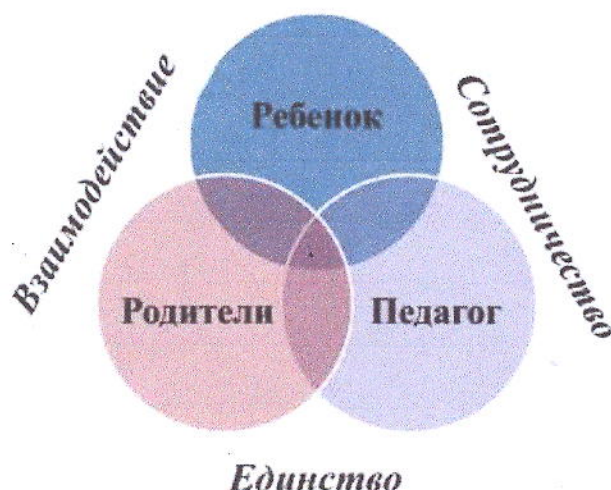 Взаимодействие
Сотрудничество
Ребенок
Родители
Педагог
Единство